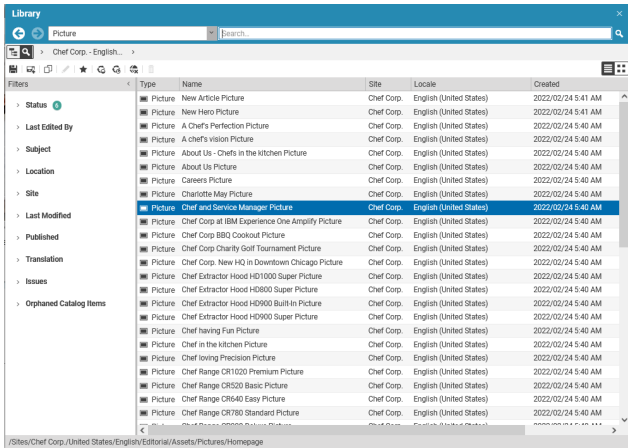 Library
Picture
Search...
Chef Corp. - English...
Filters
Type Name Site Locale Created
Status 6
Last Edited By
Subject
Location
Site
Last Modified
Published
Translation
Issues
Orphaned Catalog Items
Picture New Article Picture Chef Corp. English (United States) 2022/02/24 5:41 AM
Picture New Hero Picture Chef Corp. English (United States) 2022/02/24 5:41 AM
Picture A Chef's Perfection Picture Chef Corp. English (United States) 2022/02/24 5:40 AM
Picture A chef's vision Picture Chef Corp. English (United States) 2022/02/24 5:40 AM
Picture About Us - Chefs in the kitchen Picture Chef Corp. English (United States) 2022/02/24 5:40 AM
Picture About Us Picture Chef Corp. English (United States) 2022/02/24 5:40 AM
Picture Careers Picture Chef Corp. English (United States) 2022/02/24 5:40 AM
Picture Charlotte May Picture Chef Corp. English (United States) 2022/02/24 5:40 AM
Picture Chef and Service Manager Picture Chef Corp. English (United States) 2022/02/24 5:40 AM
Picture Chef Corp at IBM Experience One Amplify Picture Chef Corp. English (United States) 2022/02/24 5:40 AM
Picture Chef Corp BBQ Cookout Picture Chef Corp. English (United States) 2022/02/24 5:40 AM
Picture Chef Corp Charity Golf Tournament Picture Chef Corp. English (United States) 2022/02/24 5:40 AM
Picture Chef Corp. New HQ in Downtown Chicago Picture Chef Corp. English (United States) 2022/02/24 5:40 AM
Picture Chef Extractor Hood HD1000 Super Picture Chef Corp. English (United States) 2022/02/24 5:40 AM
Picture Chef Extractor Hood HD800 Super Picture Chef Corp. English (United States) 2022/02/24 5:40 AM
Picture Chef Extractor Hood HD900 Built-In Picture Chef Corp. English (United States) 2022/02/24 5:40 AM
Picture Chef Extractor Hood HD900 Super Picture Chef Corp. English (United States) 2022/02/24 5:40 AM
Picture Chef having Fun Picture Chef Corp. English (United States) 2022/02/24 5:40 AM
Picture Chef in the kitchen Picture Chef Corp. English (United States) 2022/02/24 5:40 AM
Picture Chef loving Precision Picture Chef Corp. English (United States) 2022/02/24 5:40 AM
Picture Chef Range CR1020 Premium Picture Chef Corp. English (United States) 2022/02/24 5:40 AM
Picture Chef Range CR520 Basic Picture Chef Corp. English (United States) 2022/02/24 5:40 AM
Picture Chef Range CR640 Easy Picture Chef Corp. English (United States) 2022/02/24 5:40 AM
Picture Chef Range CR780 Standard Picture Chef Corp. English (United States) 2022/02/24 5:40 AM
/Sites/Chef Corp./United States/English/Editorial/Assets/Pictures/Homepage